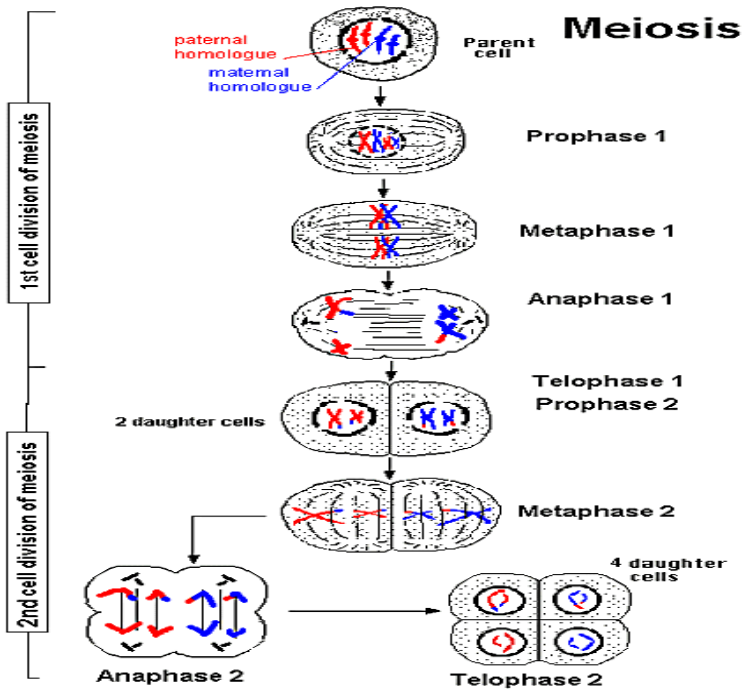 Meiosis
paternal
homologue
maternal
homologue
Parent
cell
1st cell division of meiosis
Prophase 1
Metaphase 1
Anaphase 1
Telophase 1
Prophase 2
2 daughter cells
2nd cell division of meiosis
Metaphase 2
4 daughter
cells
Anaphase 2
Telophase 2